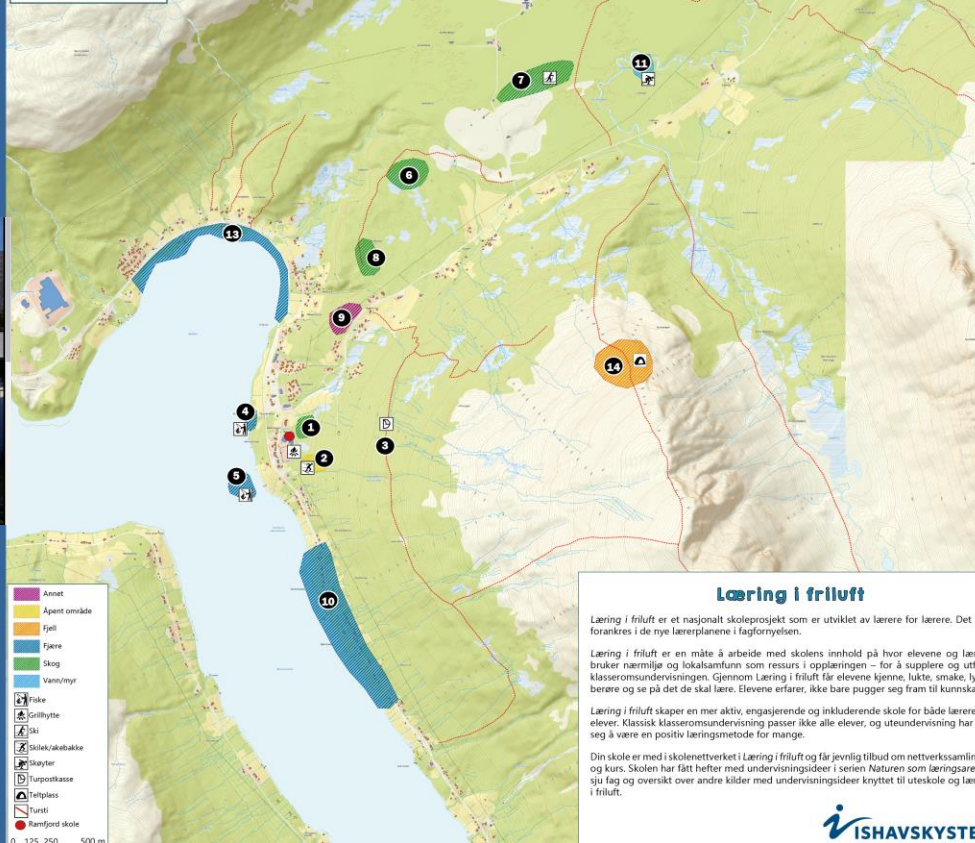 7
11
6
13
8
9
14
4
1
3
2
5
10
Annet
Åpent område
Fjell
Fjære
Skog
Vann/myr
Fiske
Grillhytte
Ski
Skilek/akebakke
Skøyter
Turpostkasse
Teltplass
Tursti
Ramfjord skole
0 125 250 500 m
Læring i friluft
Læring i friluft er et nasjonalt skoleprosjekt som er utviklet av lærere for lærere. Det
forankres i de nye lærerplanene i fagfornyelsen.
Læring i friluft er en måte å arbeide med skolens innhold på hvor elevene og lær
bruker nærmiljø og lokalsamfunn som ressurs i opplæringen – for å supplere og utf
klasseromsundervisningen. Gjennom Læring i friluft får elevene kjenne, lukte, smake, ly
berøre og se på det de skal lære. Elevene erfarer, ikke bare pugger seg fram til kunnska
Læring i friluft skaper en mer aktiv, engasjerende og inkluderende skole for både lærere
elever. Klassisk klasseromsundervisning passer ikke alle elever, og uteundervisning har
seg å være en positiv læringsmetode for mange.
Din skole er med i skolenettverket i Læring i friluft og får jevnlig tilbud om nettverkssamlin
og kurs. Skolen har fått hefter med undervisningsideer i serien Naturen som læringsare
sju fag og oversikt over andre kilder med undervisningsideer knyttet til uteskole og lær
i friluft.
ISHAVSKYSTE